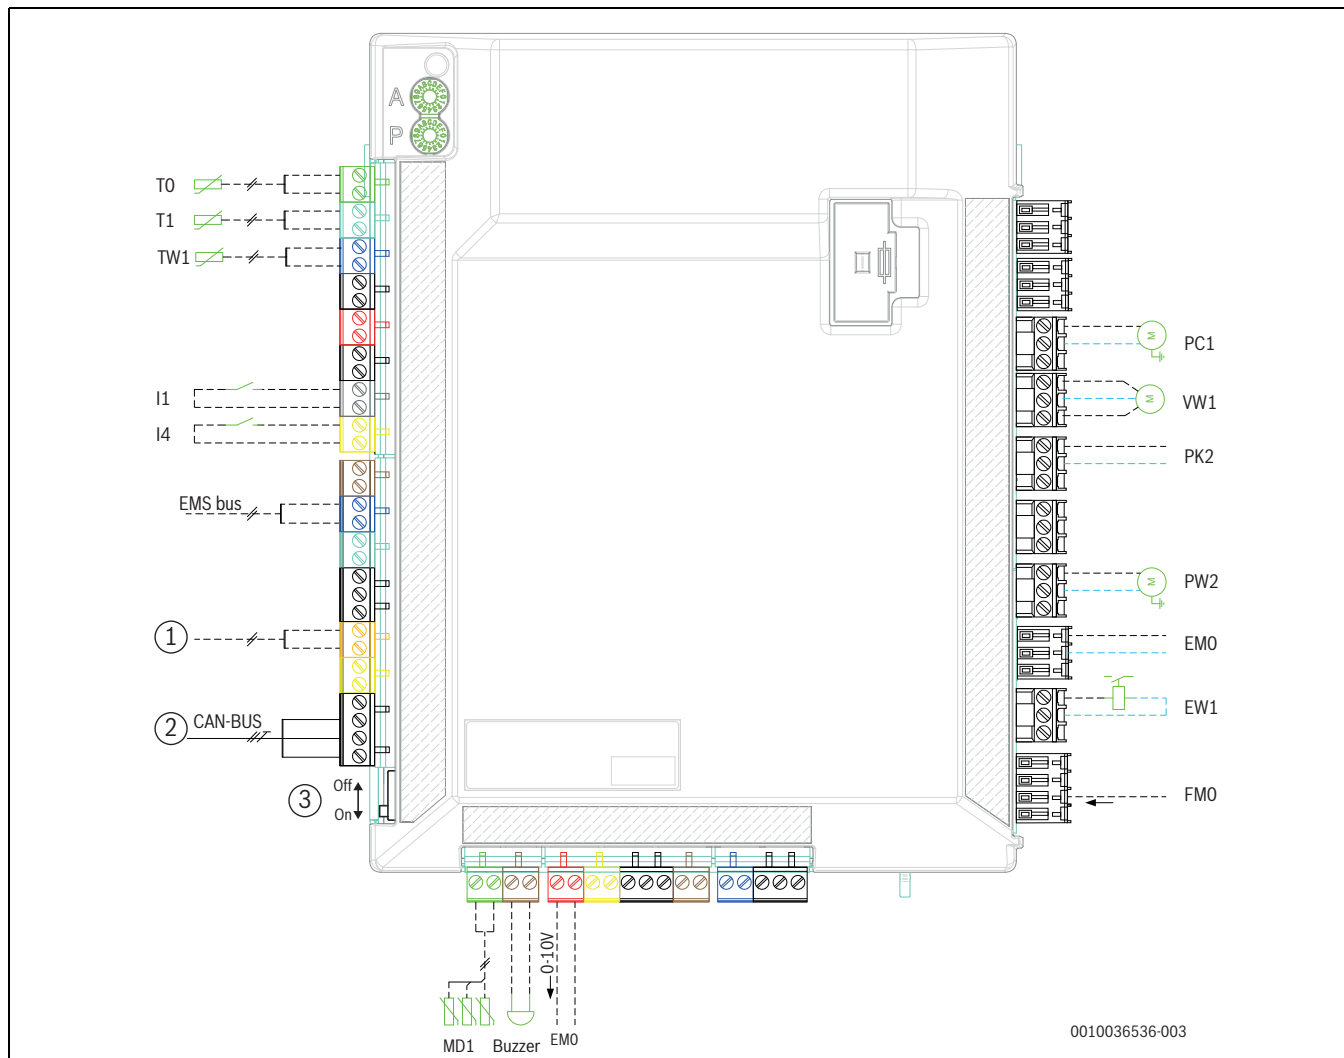 A
P
T0
T1
TW1
I1
I4
EMS bus
1
2 CAN-BUS
3 Off
On
PC1
M
VW1
M
PK2
PW2
M
EM0
EW1
FM0
0-10V
MD1 Buzzer EM0
0010036536-003